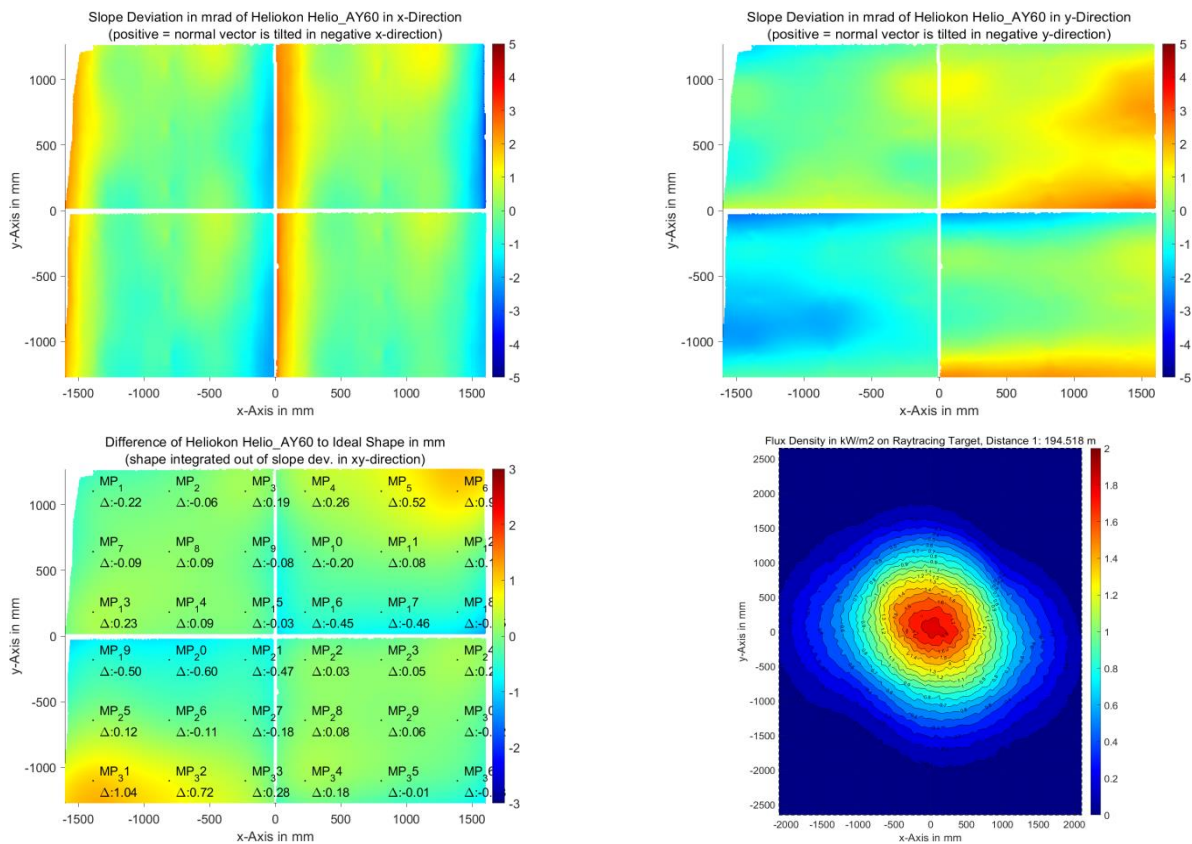 Slope Deviation in mrad of Heliokon Helio_AY60 in x-Direction
(positive = normal vector is tilted in negative x-direction)
1000
500
0
-500
-1000
y-Axis in mm
-1500 -1000 -500 0 500 1000 1500
x-Axis in mm
5
4
3
2
1
0
-1
-2
-3
-4
-5
Slope Deviation in mrad of Heliokon Helio_AY60 in y-Direction
(positive = normal vector is tilted in negative y-direction)
1000
500
0
-500
-1000
y-Axis in mm
-1500 -1000 -500 0 500 1000 1500
x-Axis in mm
5
4
3
2
1
0
-1
-2
-3
-4
-5
Difference of Heliokon Helio_AY60 to Ideal Shape in mm
(shape integrated out of slope dev. in xy-direction)
1000
500
0
-500
-1000
y-Axis in mm
MP₁ MP₂ MP₃ MP₄ MP₅ MP₆
Δ:-0.22 Δ:-0.06 Δ:0.19 Δ:0.26 Δ:0.52 Δ:0.9
MP₇ MP₈ MP₉ MP₁0 MP₁1 MP₁2
Δ:-0.09 Δ:0.09 Δ:-0.08 Δ:-0.20 Δ:0.08
MP₁3 MP₁4 MP₁5 MP₁6 MP₁7 MP₁8
Δ:0.23 Δ:0.09 Δ:-0.03 Δ:-0.45 Δ:-0.46
MP₁9 MP₂0 MP₂1 MP₂2 MP₂3 MP₂4
Δ:-0.50 Δ:-0.60 Δ:-0.47 Δ:0.03 Δ:0.05
MP₂5 MP₂6 MP₂7 MP₂8 MP₂9 MP₃0
Δ:0.12 Δ:-0.11 Δ:-0.18 Δ:0.08 Δ:0.06
MP₃1 MP₃2 MP₃3 MP₃4 MP₃5 MP₃6
Δ:1.04 Δ:0.72 Δ:0.28 Δ:0.18 Δ:-0.01
-1500 -1000 -500 0 500 1000 1500
x-Axis in mm
3
2
1
0
-1
-2
-3
Flux Density in kW/m2 on Raytracing Target, Distance 1: 194.518 m
2500
2000
1500
1000
500
0
-500
-1000
-1500
-2000
-2500
y-Axis in mm
-2000 -1500 -1000 -500 0 500 1000 1500 2000
x-Axis in mm
2
1.8
1.6
1.4
1.2
1
0.8
0.6
0.4
0.2
0